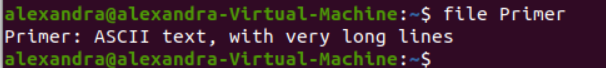 alexandra@alexandra-Virtual-Machine:~$ file Primer
Primer: ASCII text, with very long lines
alexandra@alexandra-Virtual-Machine:~$